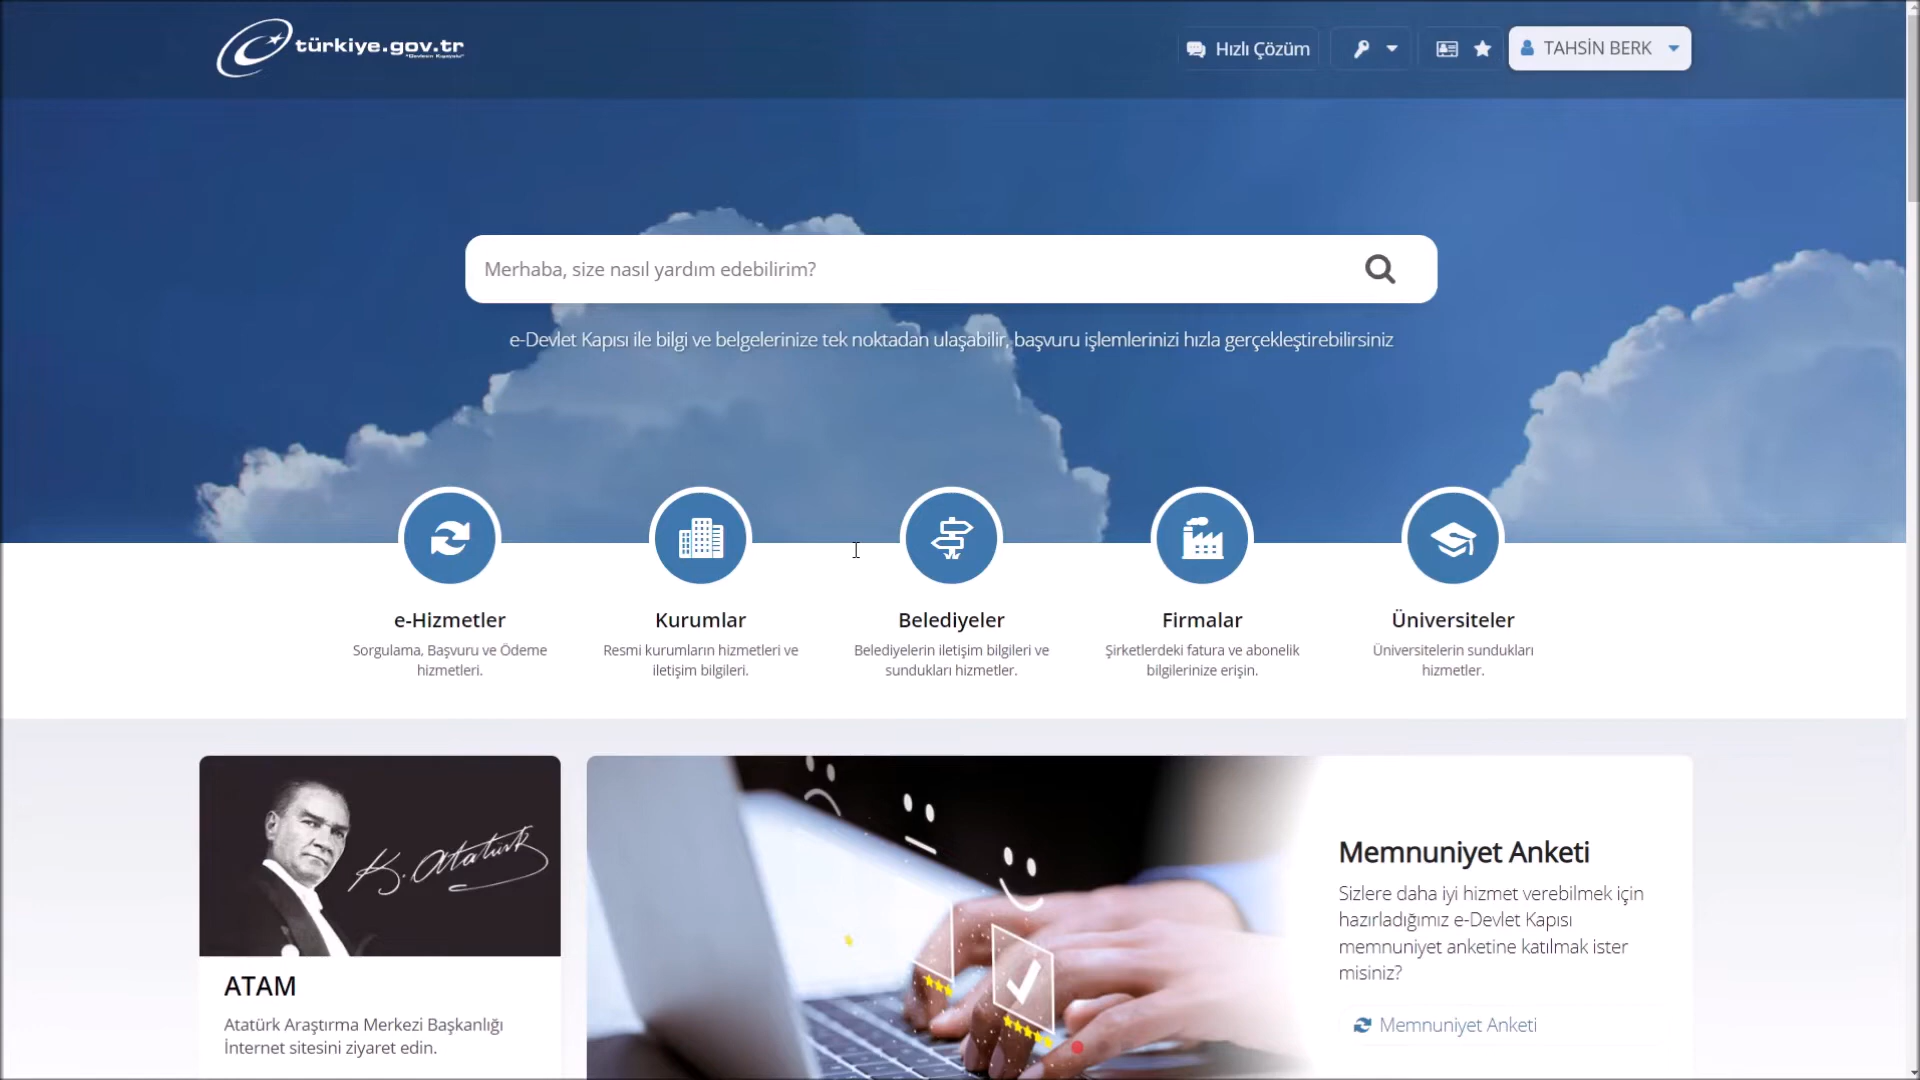 türkiye.gov.tr
Hızlı Çözüm
TAHSİN BERK
Merhaba, size nasıl yardım edebilirim?
e-Devlet Kapısı ile bilgi ve belgelerinize tek noktadan ulaşabilir, başvuru işlemlerinizi hızla gerçekleştirebilirsiniz
e-Hizmetler
Sorgulama, Başvuru ve Ödeme
hizmetleri.
Kurumlar
Resmi kurumların hizmetleri ve
iletişim bilgileri.
Belediyeler
Belediyelerin iletişim bilgileri ve
sundukları hizmetler.
Firmalar
Şirketlerdeki fatura ve abonelik
bilgilerinize erişin.
Üniversiteler
Üniversitelerin sundukları
hizmetler.
K. Atatürk
ATAM
Atatürk Araştırma Merkezi Başkanlığı
İnternet sitesini ziyaret edin.
Memnuniyet Anketi
Sizlere daha iyi hizmet verebilmek için
hazırladığımız e-Devlet Kapısı
memnuniyet anketine katılmak ister
misiniz?
Memnuniyet Anketi